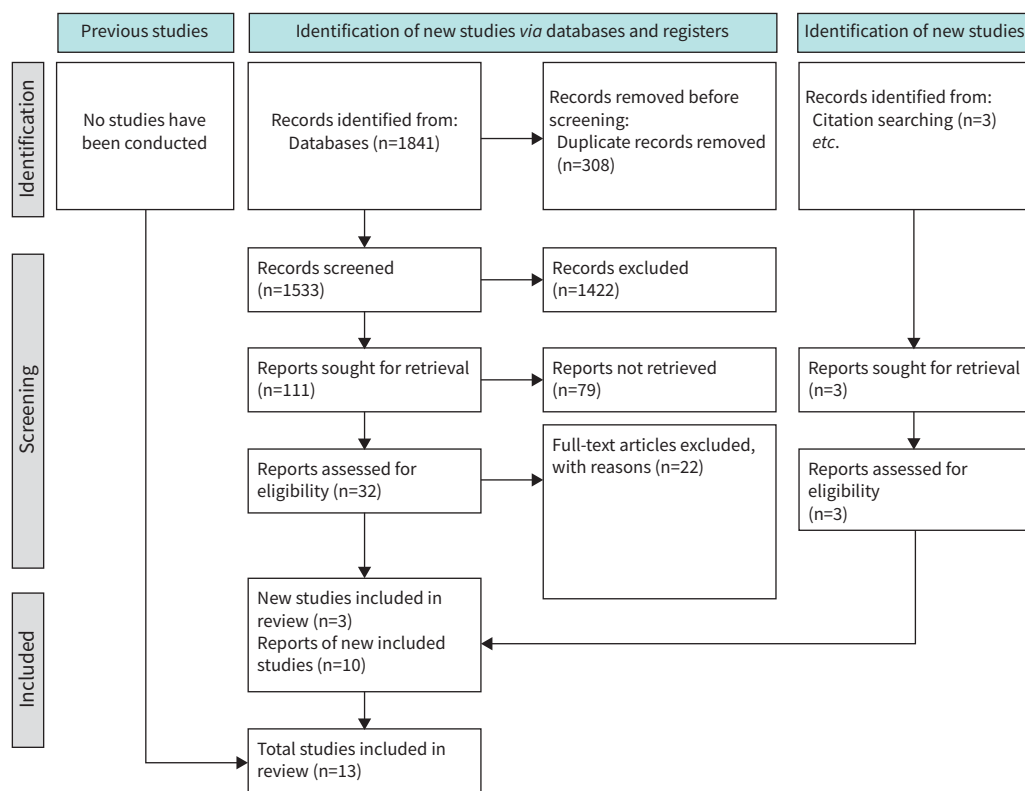 Previous studies
Identification of new studies via databases and registers
Identification of new studies
Identification
No studies have
been conducted
Records identified from:
Databases (n=1841)
Records removed before
screening:
Duplicate records removed
(n=308)
Records identified from:
Citation searching (n=3)
etc.
Screening
Records screened
(n=1533)
Records excluded
(n=1422)
Reports sought for retrieval
(n=111)
Reports not retrieved
(n=79)
Reports sought for retrieval
(n=3)
Reports assessed for
eligibility (n=32)
Full-text articles excluded,
with reasons (n=22)
Reports assessed for
eligibility
(n=3)
Included
New studies included in
review (n=3)
Reports of new included
studies (n=10)
Total studies included in
review (n=13)